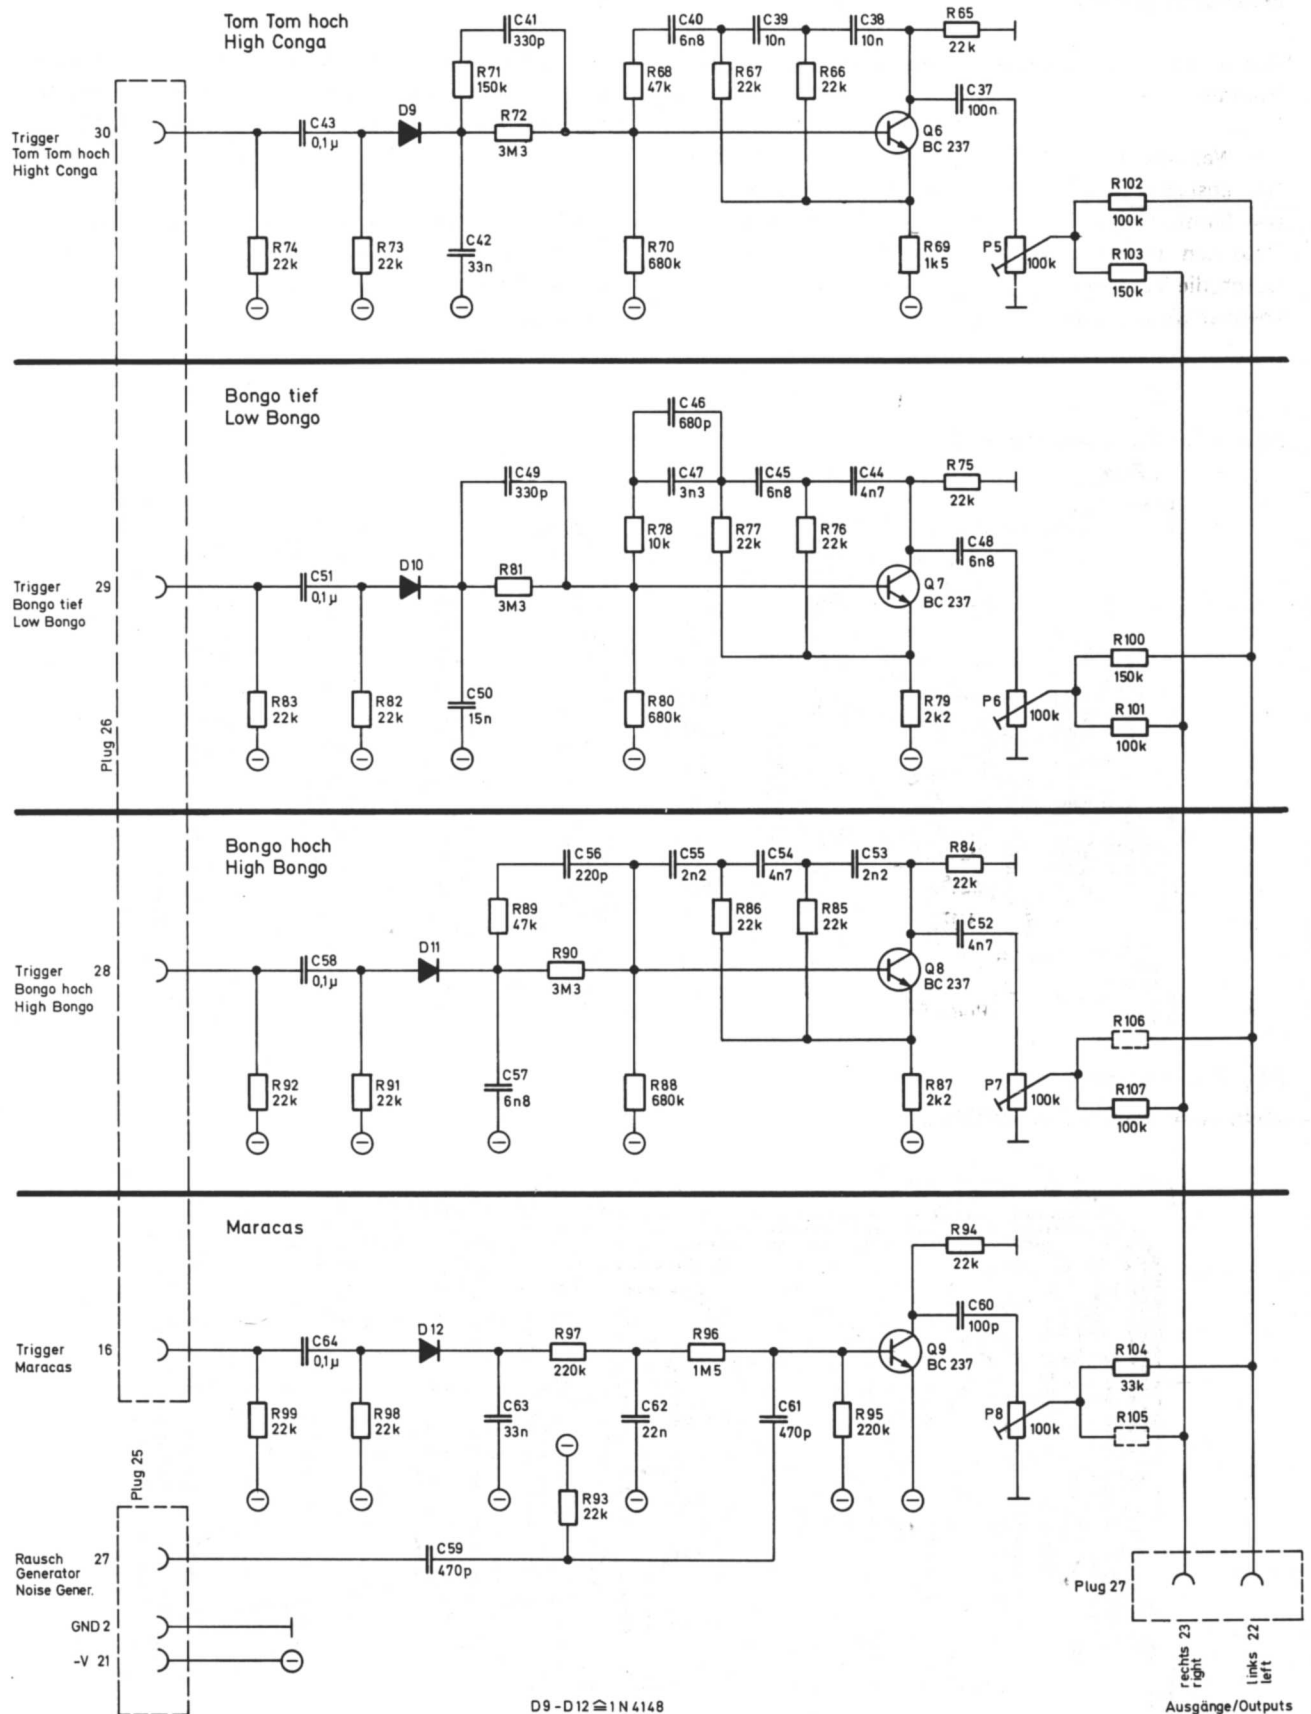 Tom Tom hoch
High Conga
C41
330p
C40
6n8
C39
10n
C38
10n
R65
22k
R71
150k
R68
47k
R67
22k
R66
22k
C37
100n
Trigger 30
Tom Tom hoch
Hight Conga
C43
0,1µ
D9
R72
3M3
Q6
BC 237
R102
100k
R74
22k
R73
22k
C42
33n
R70
680k
R69
1k5
P5
100k
R103
150k
Bongo tief
Low Bongo
C46
680p
C49
330p
C47
3n3
C45
6n8
C44
4n7
R75
22k
R78
10k
R77
22k
R76
22k
C48
6n8
Trigger 29
Bongo tief
Low Bongo
C51
0,1µ
D10
R81
3M3
Q7
BC 237
R100
150k
R83
22k
R82
22k
C50
15n
R80
680k
R79
2k2
P6
100k
R101
100k
Plug 26
Bongo hoch
High Bongo
C56
220p
C55
2n2
C54
4n7
C53
2n2
R84
22k
R89
47k
R86
22k
R85
22k
C52
4n7
Trigger 28
Bongo hoch
High Bongo
C58
0,1µ
D11
R90
3M3
Q8
BC 237
R106
R92
22k
R91
22k
C57
6n8
R88
680k
R87
2k2
P7
100k
R107
100k
Maracas
R94
22k
C60
100p
Trigger 16
Maracas
C64
0,1µ
D12
R97
220k
R96
1M5
Q9
BC 237
R104
33k
R99
22k
R98
22k
C63
33n
C62
22n
C61
470p
R95
220k
P8
100k
R105
Plug 25
R93
22k
Rausch 27
Generator
Noise Gener.
C59
470p
Plug 27
GND 2
-V 21
rechts 23
right
links 22
left
D9-D12≙1N4148
Ausgänge/Outputs